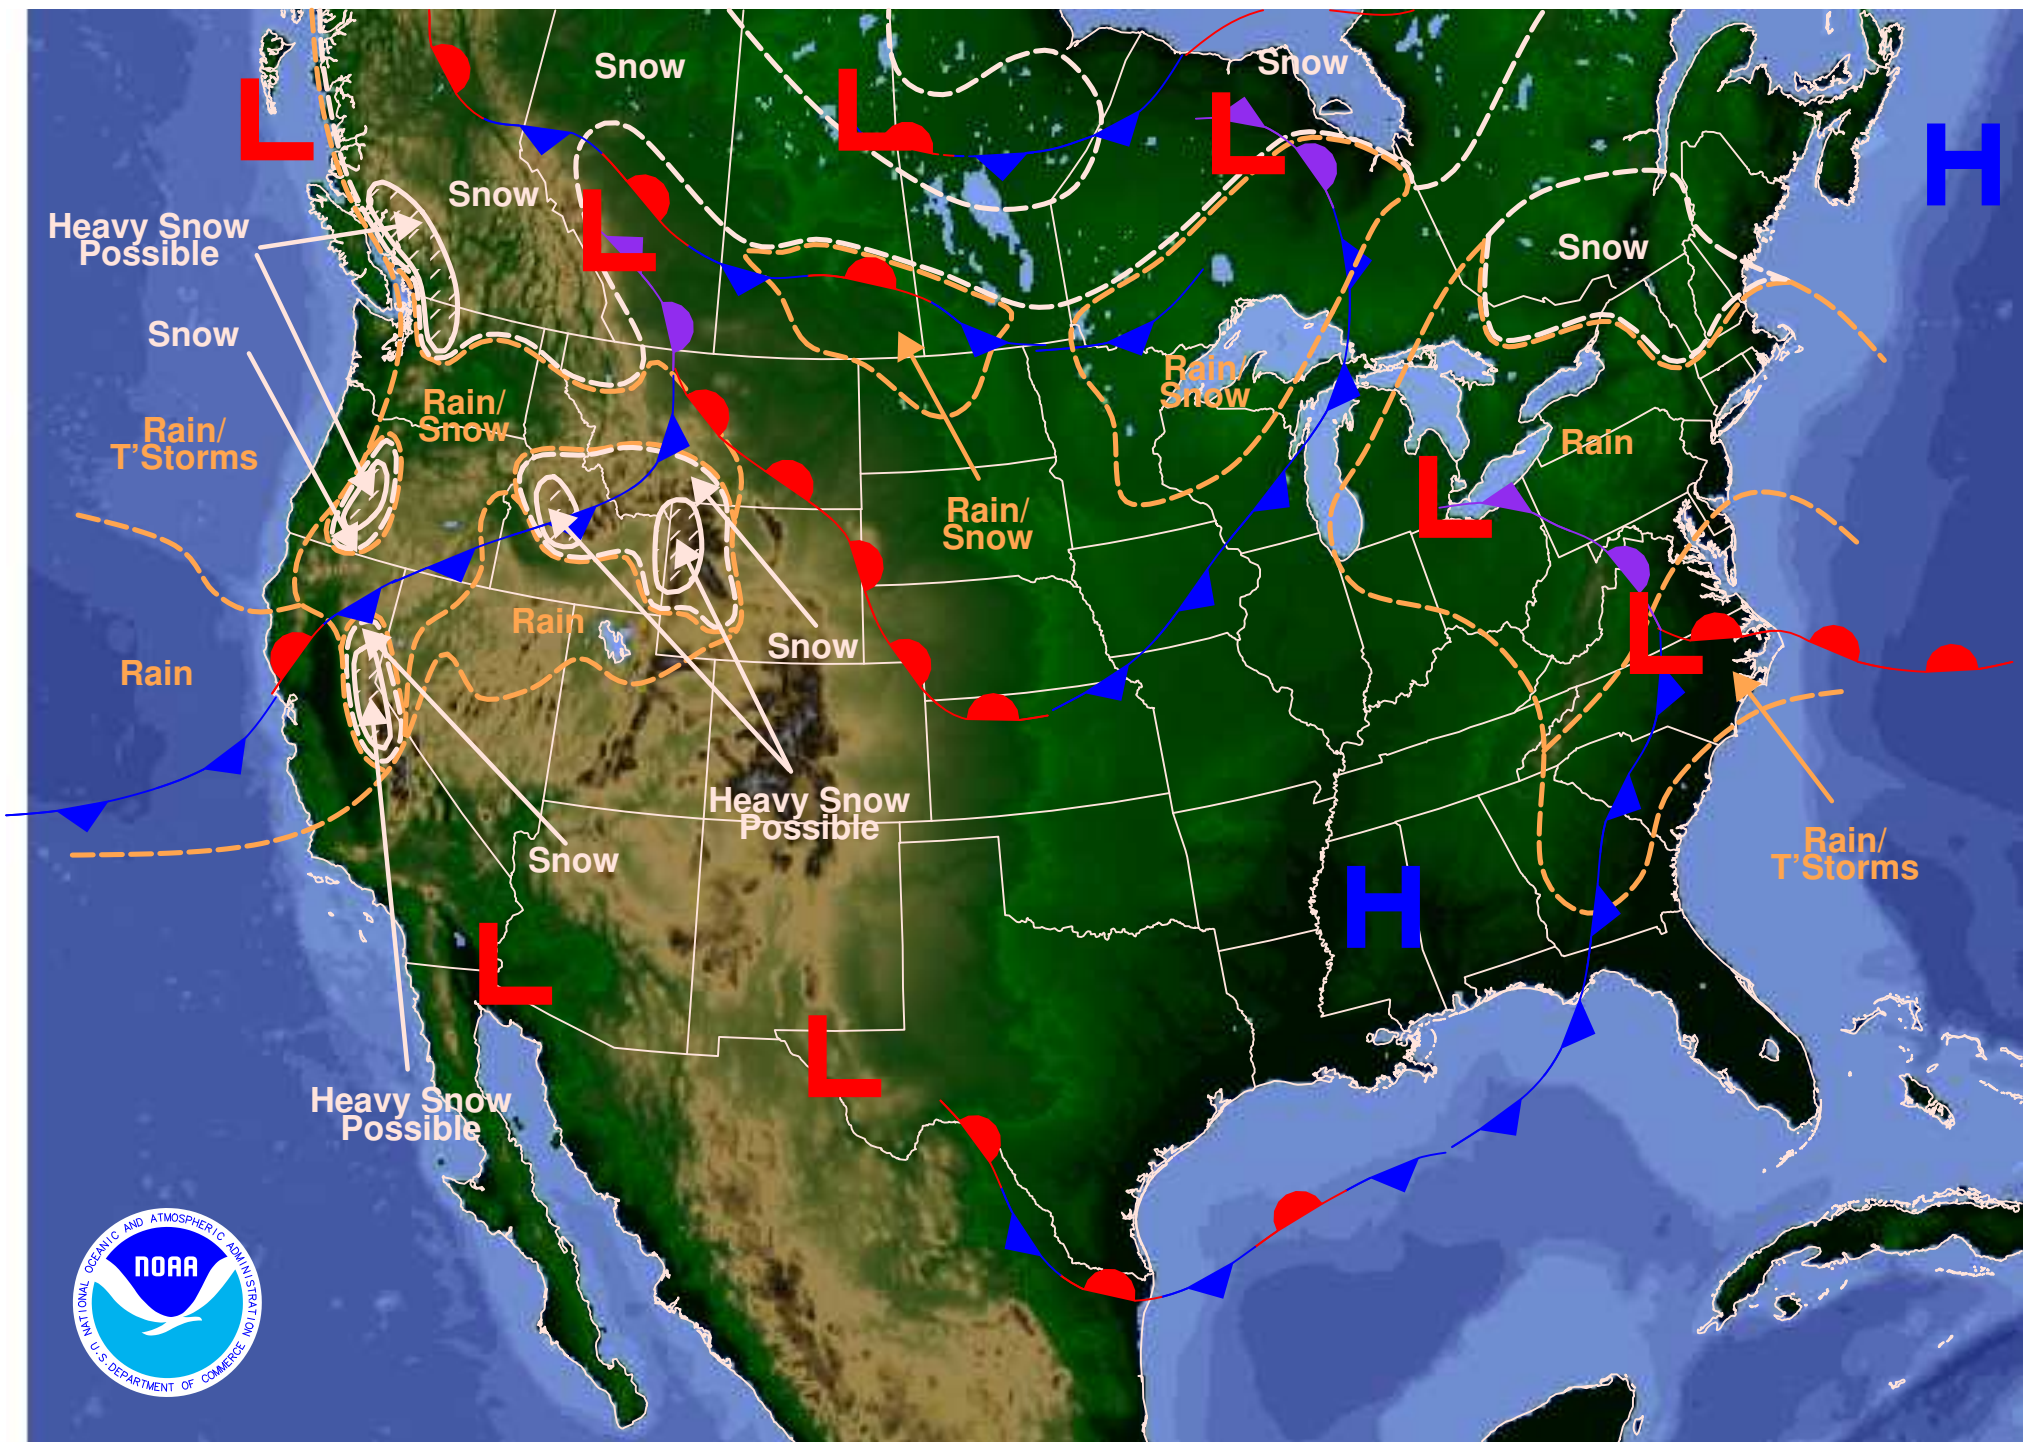 L
Snow
L
Snow
L
H
Snow
L
Heavy Snow
Possible
Snow
Snow
Rain/
Snow
Rain/
Snow
Rain/
T'Storms
Rain
L
Rain/
Snow
Rain
L
Snow
Rain
Heavy Snow
Possible
Snow
Rain/
T'Storms
H
L
L
Heavy Snow
Possible
NOAA
NATIONAL OCEANIC AND ATMOSPHERIC ADMINISTRATION
U.S. DEPARTMENT OF COMMERCE